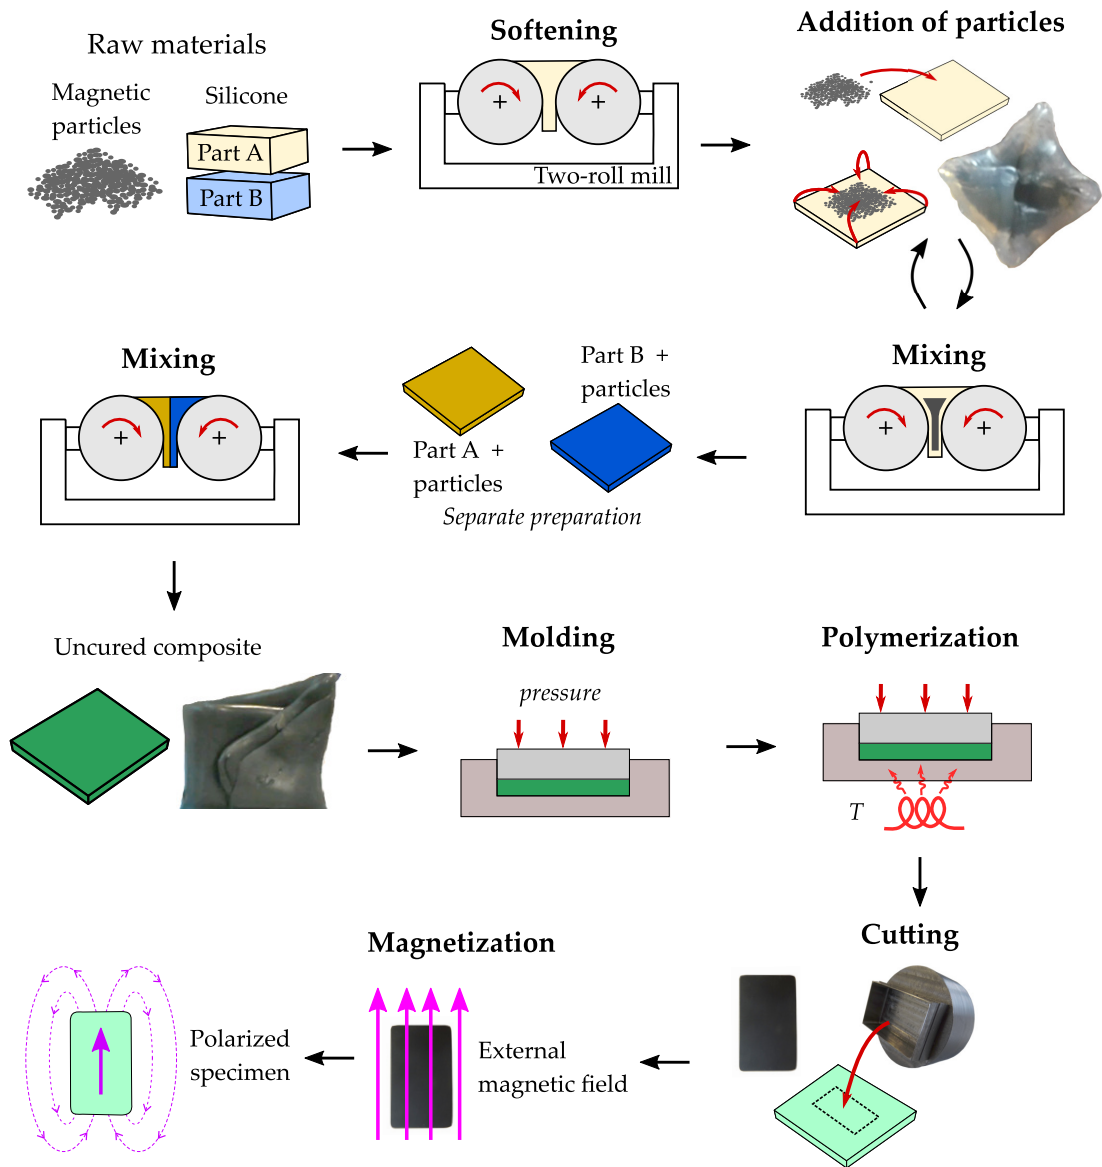 Raw materials
Magnetic
particles
Silicone
Part A
Part B
Softening
+
+
Two-roll mill
Addition of particles
Mixing
+
+
Part B +
particles
Part A +
particles
Separate preparation
Mixing
+
+
Uncured composite
Molding
pressure
Polymerization
T
Cutting
Magnetization
External
magnetic field
Polarized
specimen